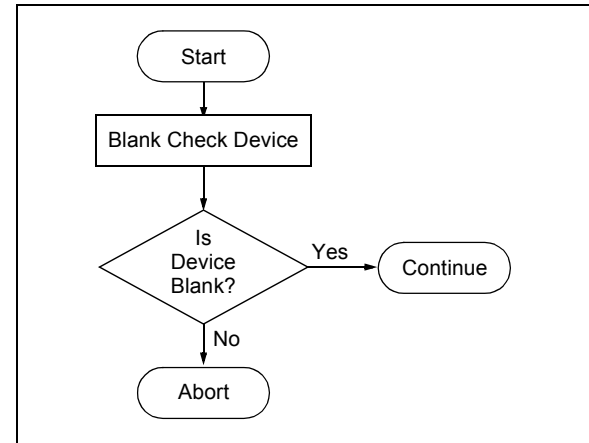 Start
Blank Check Device
Is
Device
Blank?
Yes
Continue
No
Abort